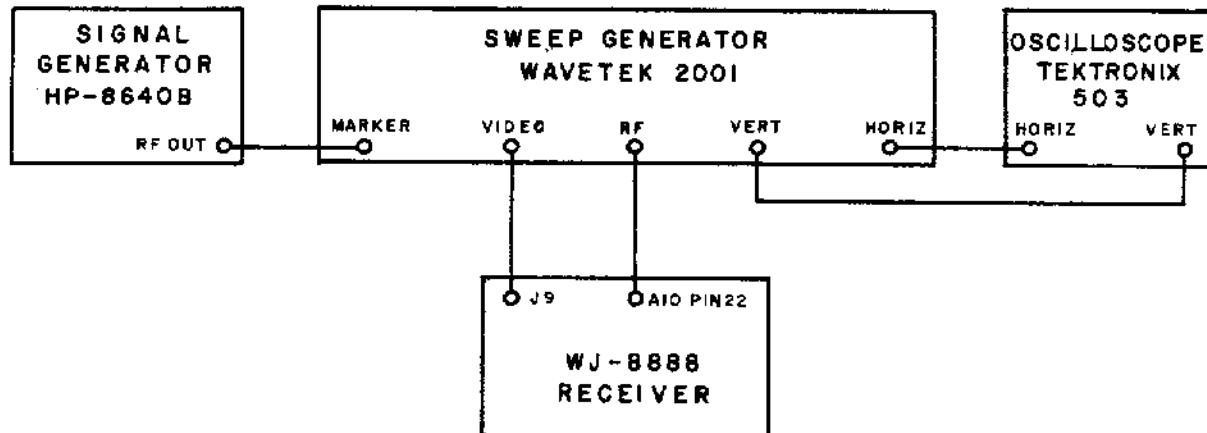 SIGNAL
GENERATOR
HP-8640B
RF OUT
SWEEP GENERATOR
WAVETEK 2001
MARKER VIDEO RF VERT HORIZ
OSCILLOSCOPE
TEKTRONIX
503
HORIZ VERT
J9 A10 PIN22
WJ-8888
RECEIVER